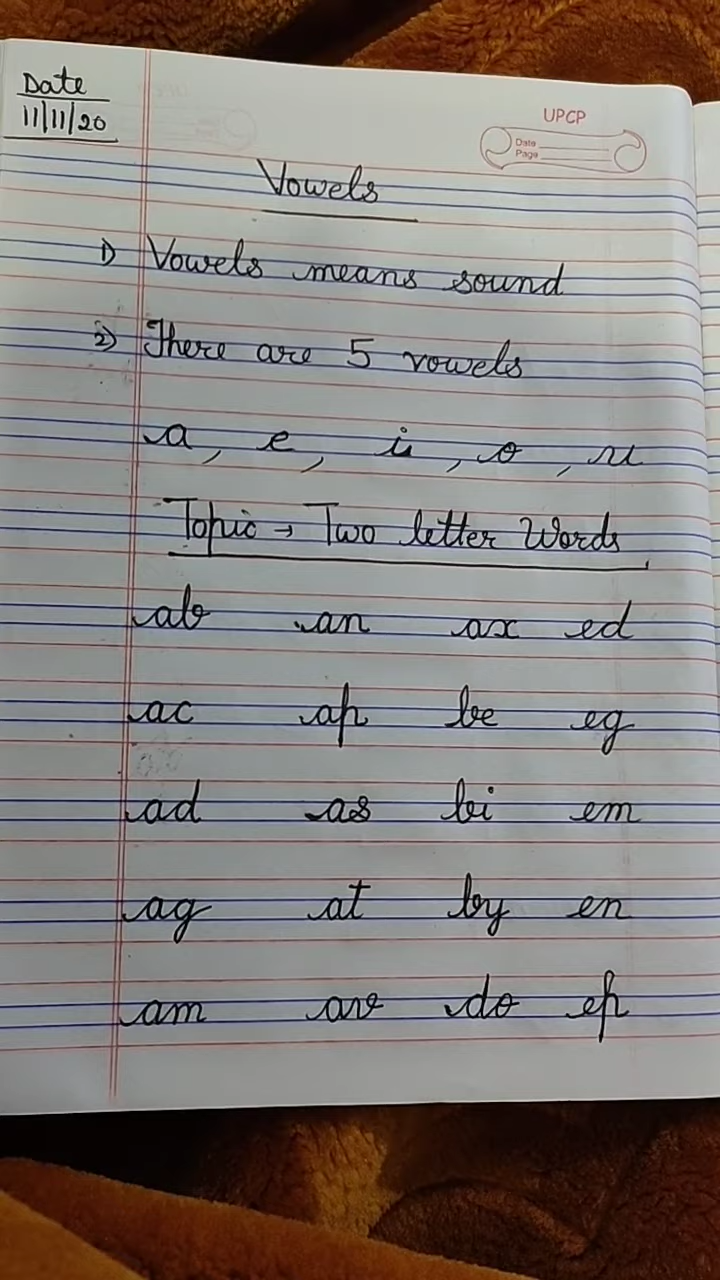 Date
11/11/20
UPCP
Date
Page
Vowels
1) Vowels means sound
2) There are 5 vowels
a, e, i, o, u
Topic → Two letter Words
ab an ax ed
ac ap be eg
ad as bi em
ag at by en
am av do ep